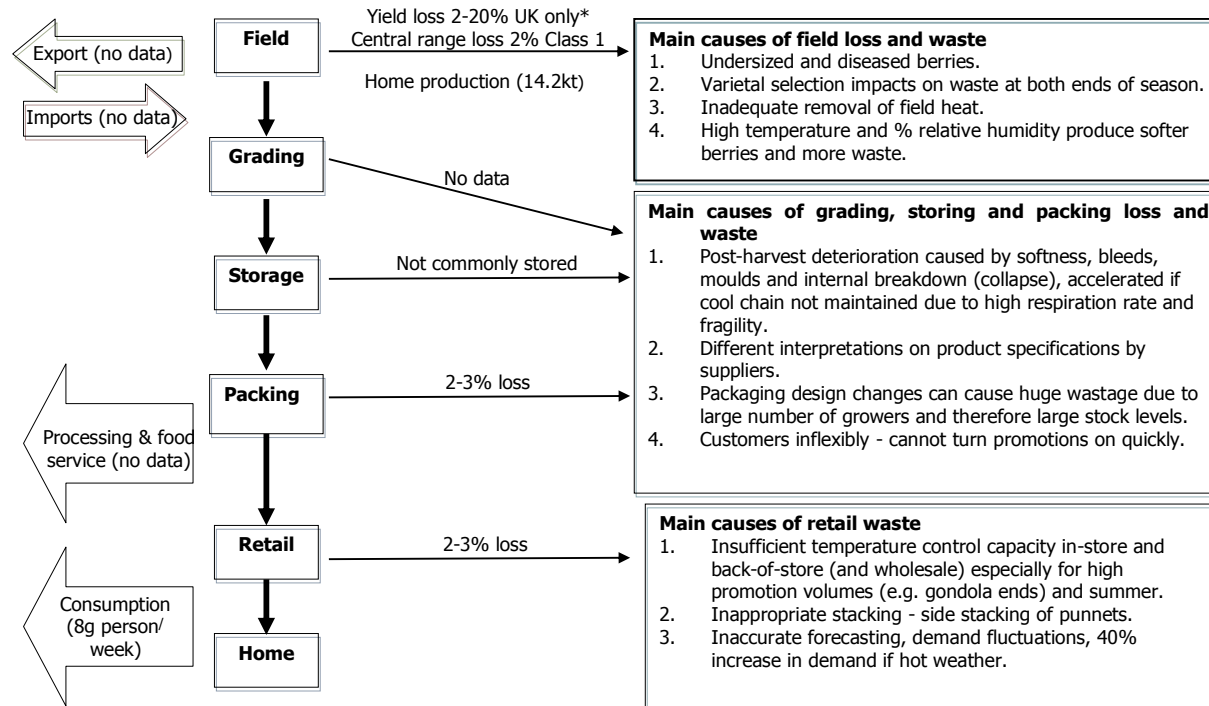 Yield loss 2-20% UK only*
Central range loss 2% Class 1
Home production (14.2kt)
Export (no data)
Imports (no data)
Field
Main causes of field loss and waste
1. Undersized and diseased berries.
2. Varietal selection impacts on waste at both ends of season.
3. Inadequate removal of field heat.
4. High temperature and % relative humidity produce softer
berries and more waste.
Grading
No data
Main causes of grading, storing and packing loss and
waste
1. Post-harvest deterioration caused by softness, bleeds,
moulds and internal breakdown (collapse), accelerated if
cool chain not maintained due to high respiration rate and
fragility.
2. Different interpretations on product specifications by
suppliers.
3. Packaging design changes can cause huge wastage due to
large number of growers and therefore large stock levels.
4. Customers inflexibly - cannot turn promotions on quickly.
Storage
Not commonly stored
Packing
2-3% loss
Processing & food
service (no data)
Retail
2-3% loss
Main causes of retail waste
1. Insufficient temperature control capacity in-store and
back-of-store (and wholesale) especially for high
promotion volumes (e.g. gondola ends) and summer.
2. Inappropriate stacking - side stacking of punnets.
3. Inaccurate forecasting, demand fluctuations, 40%
increase in demand if hot weather.
Consumption
(8g person/
week)
Home